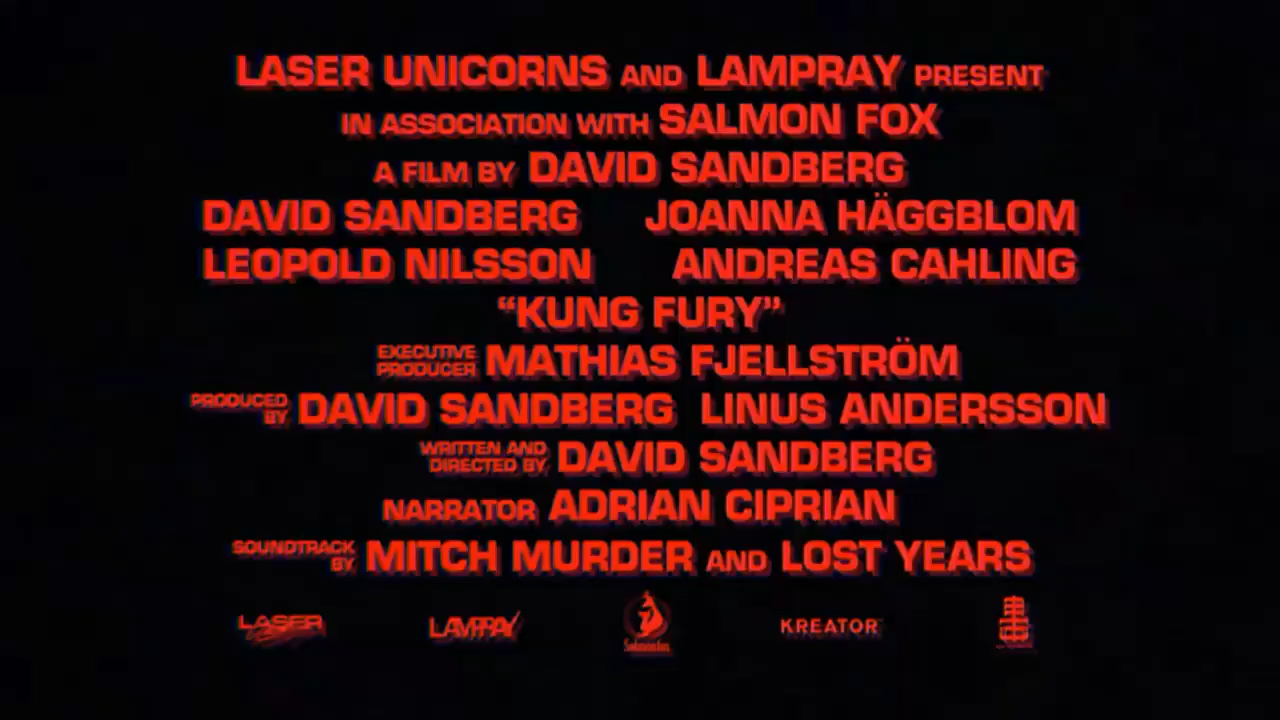 LASER UNICORNS AND LAMPRAY PRESENT
IN ASSOCIATION WITH SALMON FOX
A FILM BY DAVID SANDBERG
DAVID SANDBERG JOANNA HÄGGBLOM
LEOPOLD NILSSON ANDREAS CAHLING
“KUNG FURY”
EXECUTIVE PRODUCER MATHIAS FJELLSTRÖM
PRODUCED BY DAVID SANDBERG LINUS ANDERSSON
WRITTEN AND DIRECTED BY DAVID SANDBERG
NARRATOR ADRIAN CIPRIAN
SOUNDTRACK BY MITCH MURDER AND LOST YEARS
LASER LAMPRAY Salmonfox KREATOR